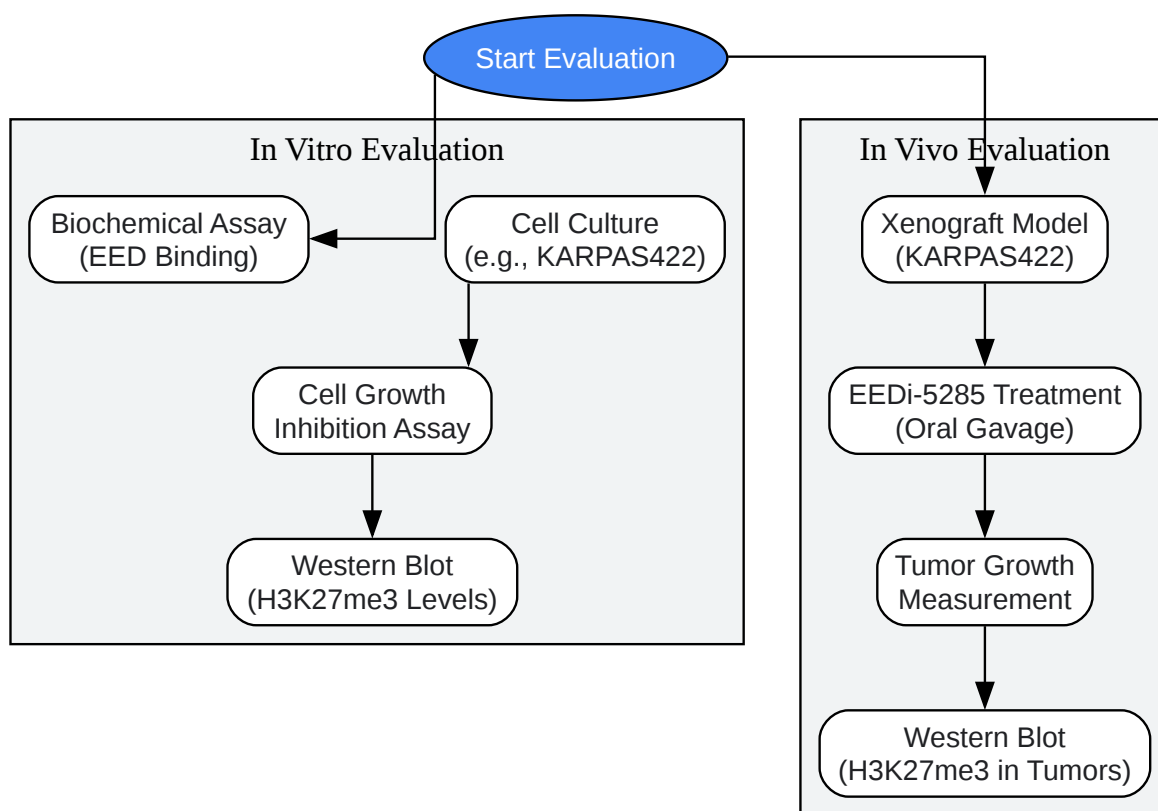 Start Evaluation
In Vitro Evaluation
Biochemical Assay
(EED Binding)
Cell Culture
(e.g., KARPAS422)
Cell Growth
Inhibition Assay
Western Blot
(H3K27me3 Levels)
In Vivo Evaluation
Xenograft Model
(KARPAS422)
EEDi-5285 Treatment
(Oral Gavage)
Tumor Growth
Measurement
Western Blot
(H3K27me3 in Tumors)